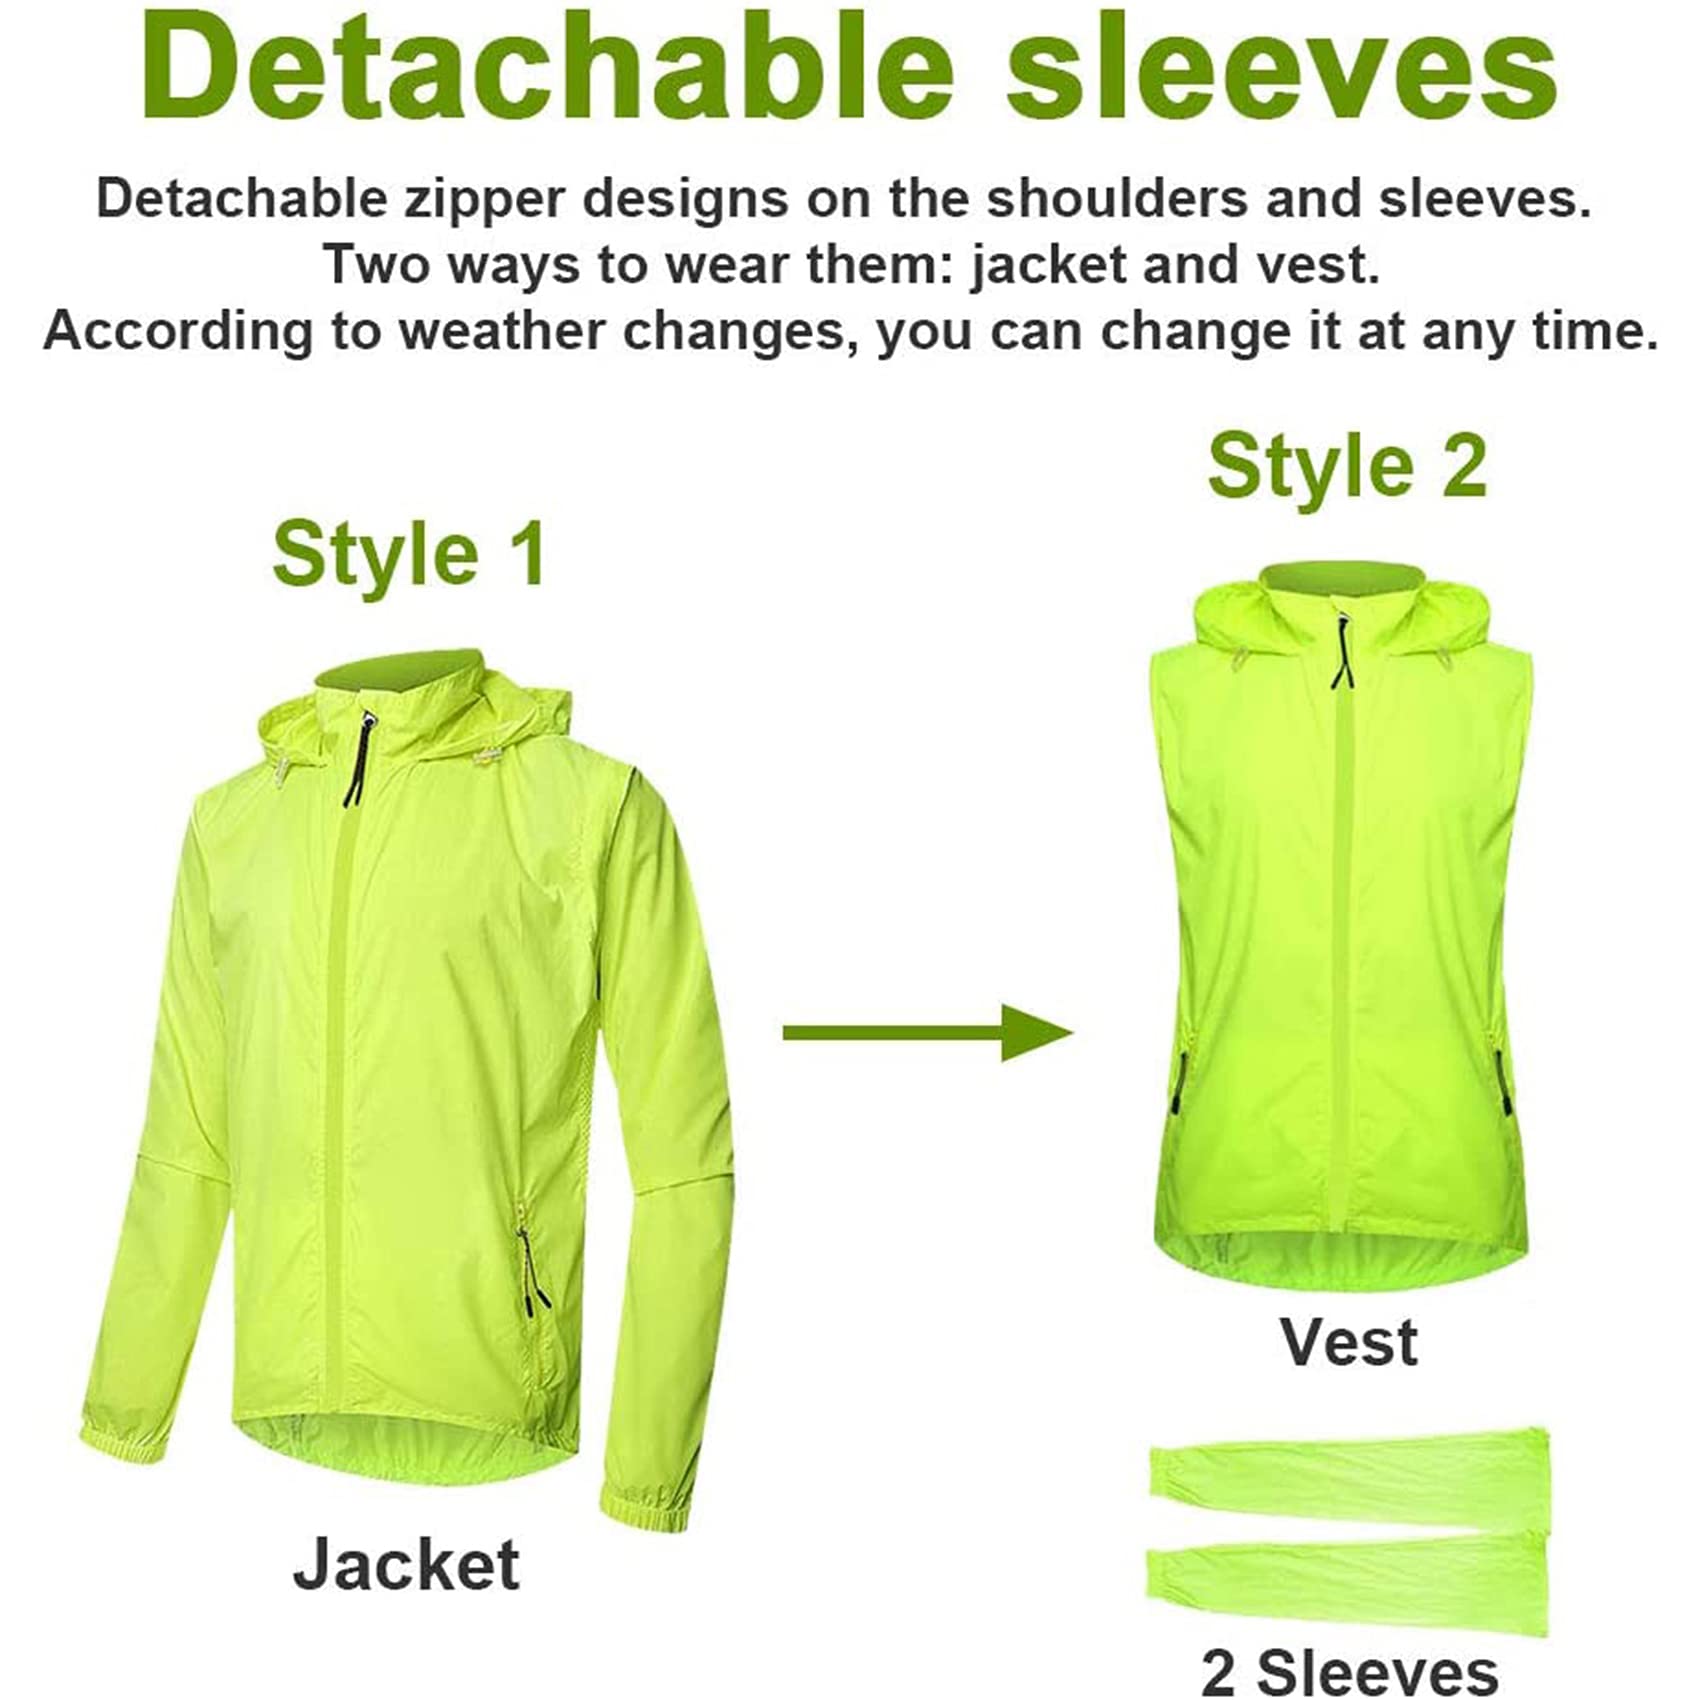 Detachable sleeves
Detachable zipper designs on the shoulders and sleeves.
Two ways to wear them: jacket and vest.
According to weather changes, you can change it at any time.
Style 1
Style 2
Jacket
Vest
2 Sleeves